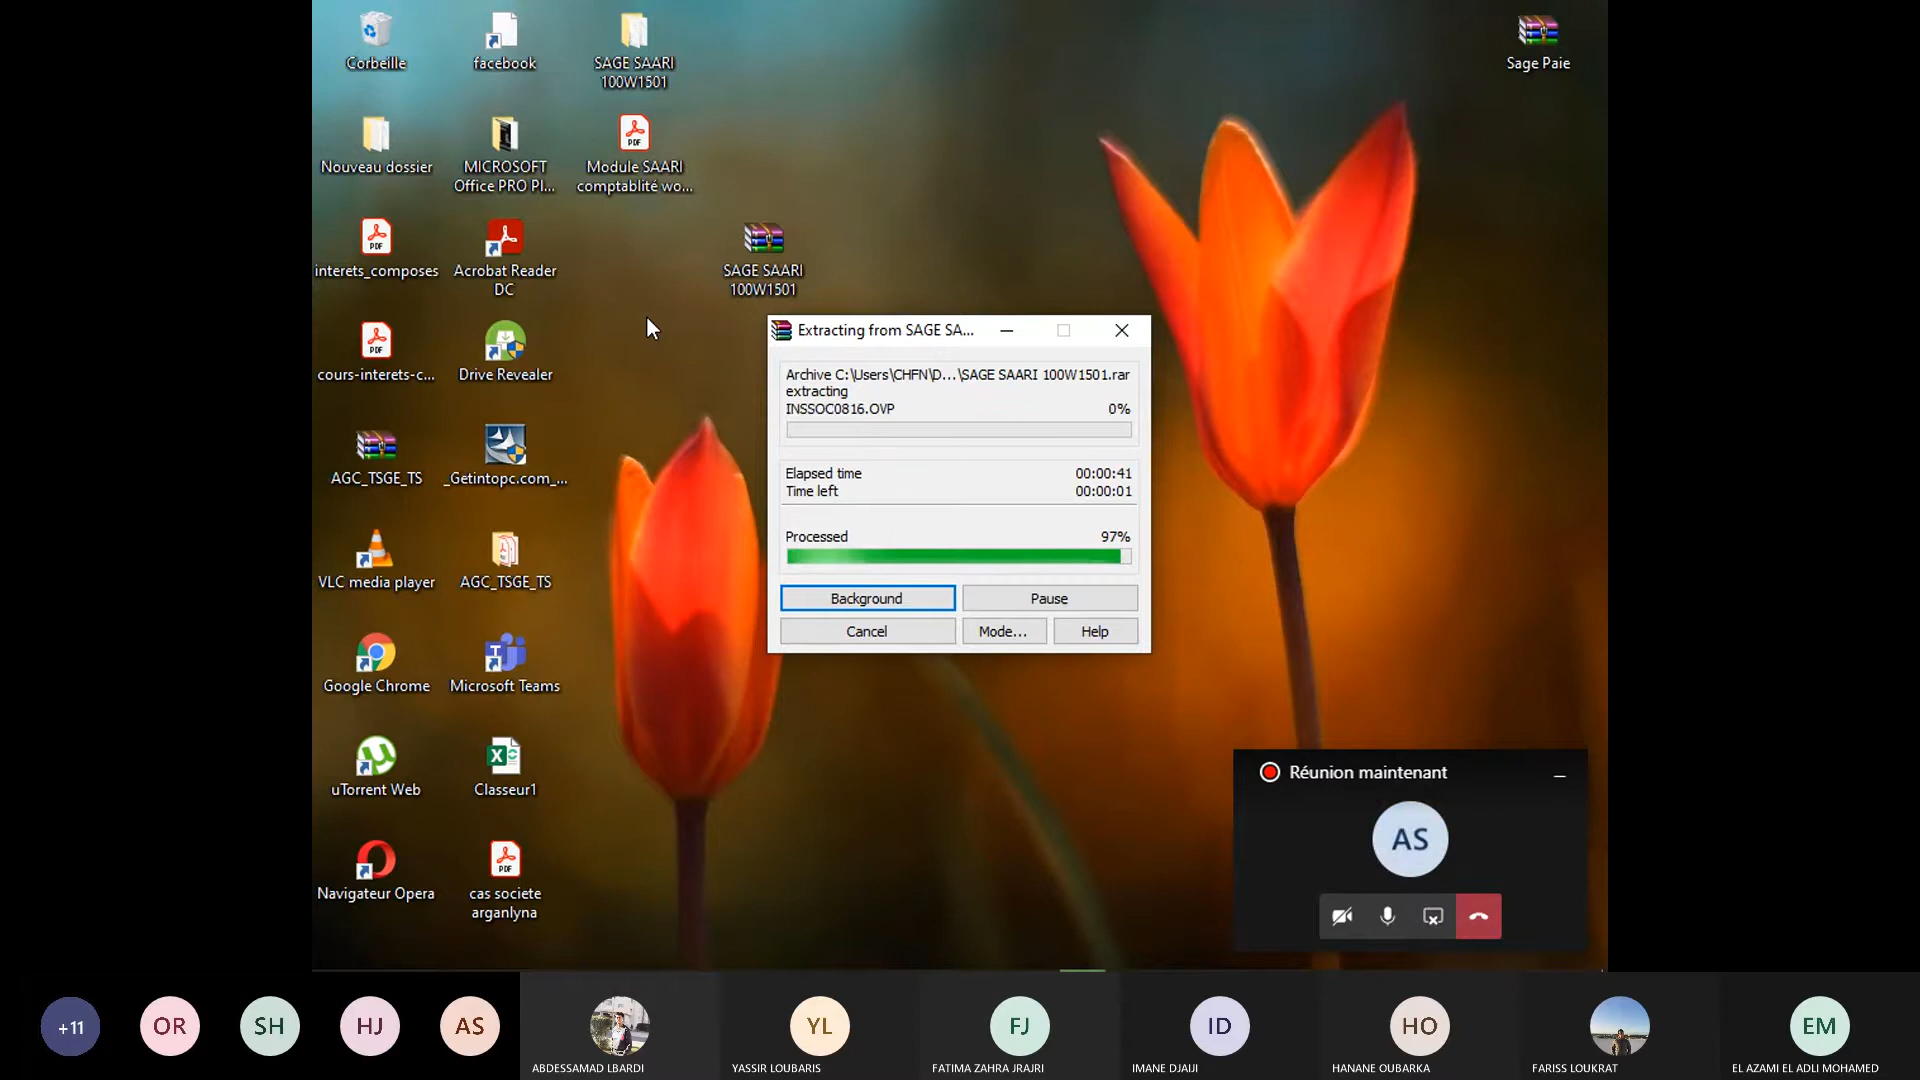 Corbeille
facebook
SAGE SAARI
100W1501
Sage Paie
Nouveau dossier
MICROSOFT
Office PRO Pl...
PDF
Module SAARI
comptablité wo...
PDF
interets_composes
Acrobat Reader
DC
SAGE SAARI
100W1501
PDF
cours-interets-c...
Drive Revealer
AGC_TSGE_TS
_Getintopc.com_...
VLC media player
AGC_TSGE_TS
Google Chrome
Microsoft Teams
uTorrent Web
Classeur1
Navigateur Opera
PDF
cas societe
arganlyna
Extracting from SAGE SA...
Archive C:\Users\CHFN\D...\SAGE SAARI 100W1501.rar
extracting
INSSOC0816.OVP 0%
Elapsed time 00:00:41
Time left 00:00:01
Processed 97%
Background Pause
Cancel Mode... Help
Réunion maintenant
AS
+11 OR SH HJ AS YL FJ ID HO EM
ABDESSAMAD LBARDI YASSIR LOUBARIS FATIMA ZAHRA JRAJRI IMANE DJAIJI HANANE OUBARKA FARISS LOUKRAT EL AZAMI EL ADLI MOHAMED